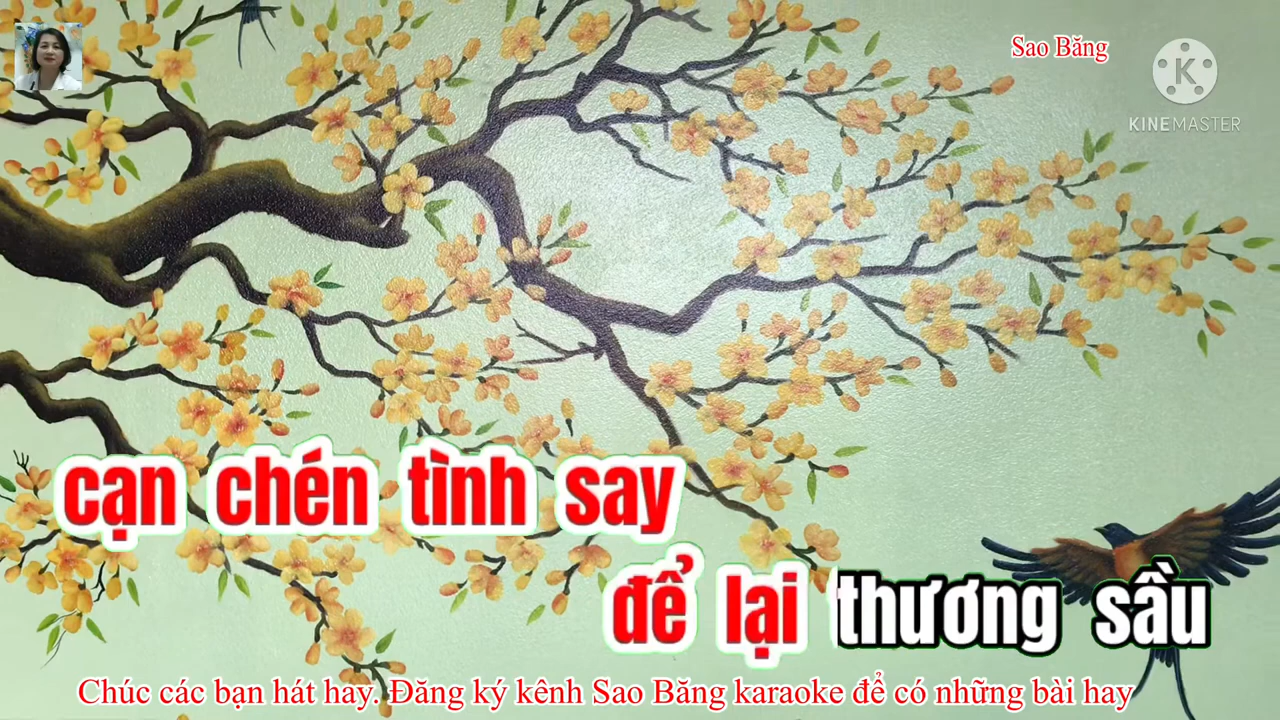 Sao Băng
KINEMASTER
cạn chén tình say
để lại thương sầu
Chúc các bạn hát hay. Đăng ký kênh Sao Băng karaoke để có những bài hay